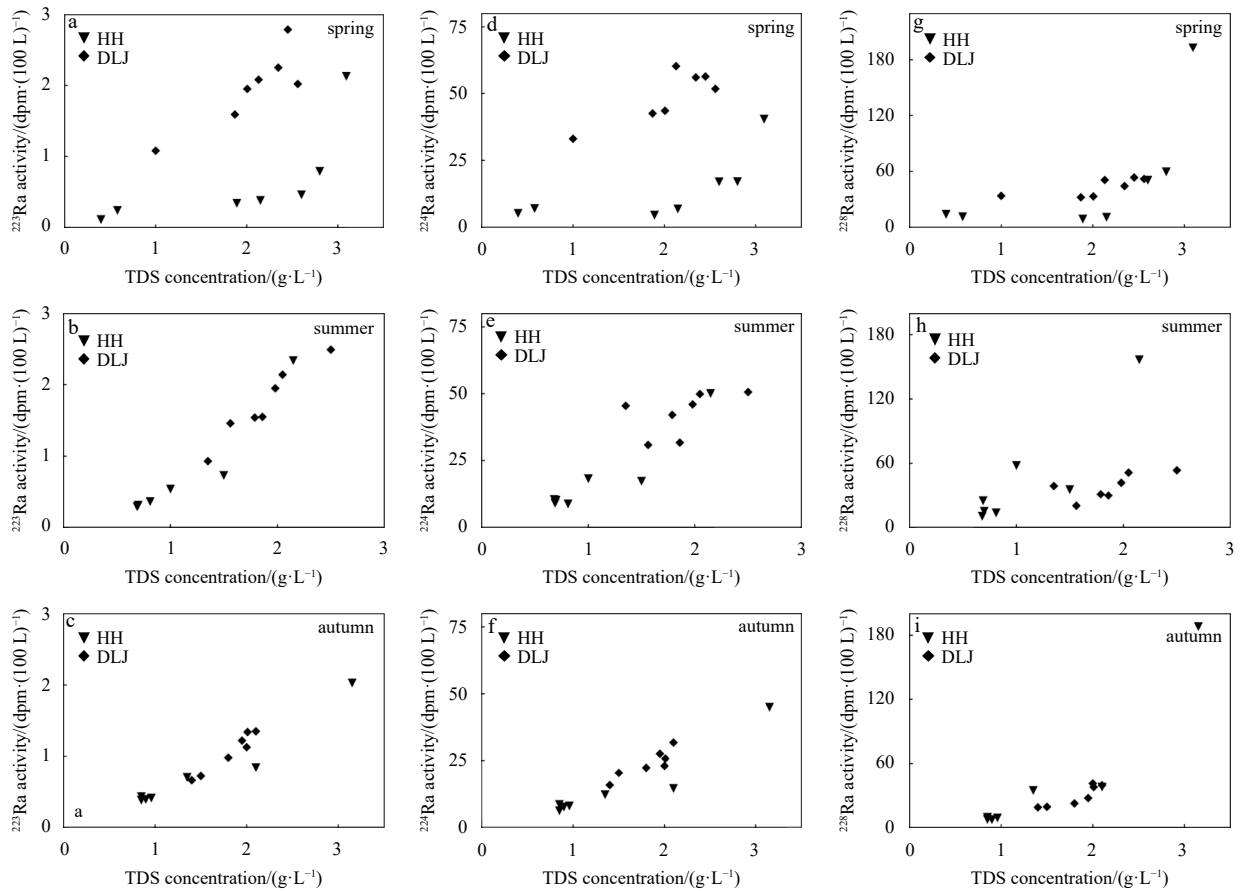 a
spring
HH
DLJ
3
2
1
0
0
1
2
3
²²³Ra activity/(dpm·(100 L)⁻¹)
TDS concentration/(g·L⁻¹)
d
spring
HH
DLJ
75
50
25
0
0
1
2
3
²²⁴Ra activity/(dpm·(100 L)⁻¹)
TDS concentration/(g·L⁻¹)
g
spring
HH
DLJ
180
120
60
0
0
1
2
3
²²⁸Ra activity/(dpm·(100 L)⁻¹)
TDS concentration/(g·L⁻¹)
b
summer
HH
DLJ
3
2
1
0
0
1
2
3
²²³Ra activity/(dpm·(100 L)⁻¹)
TDS concentration/(g·L⁻¹)
e
summer
HH
DLJ
75
50
25
0
0
1
2
3
²²⁴Ra activity/(dpm·(100 L)⁻¹)
TDS concentration/(g·L⁻¹)
h
summer
HH
DLJ
180
120
60
0
0
1
2
3
²²⁸Ra activity/(dpm·(100 L)⁻¹)
TDS concentration/(g·L⁻¹)
c
autumn
HH
DLJ
a
3
2
1
0
0
1
2
3
²²³Ra activity/(dpm·(100 L)⁻¹)
TDS concentration/(g·L⁻¹)
f
autumn
HH
DLJ
75
50
25
0
0
1
2
3
²²⁴Ra activity/(dpm·(100 L)⁻¹)
TDS concentration/(g·L⁻¹)
i
autumn
HH
DLJ
180
120
60
0
0
1
2
3
²²⁸Ra activity/(dpm·(100 L)⁻¹)
TDS concentration/(g·L⁻¹)